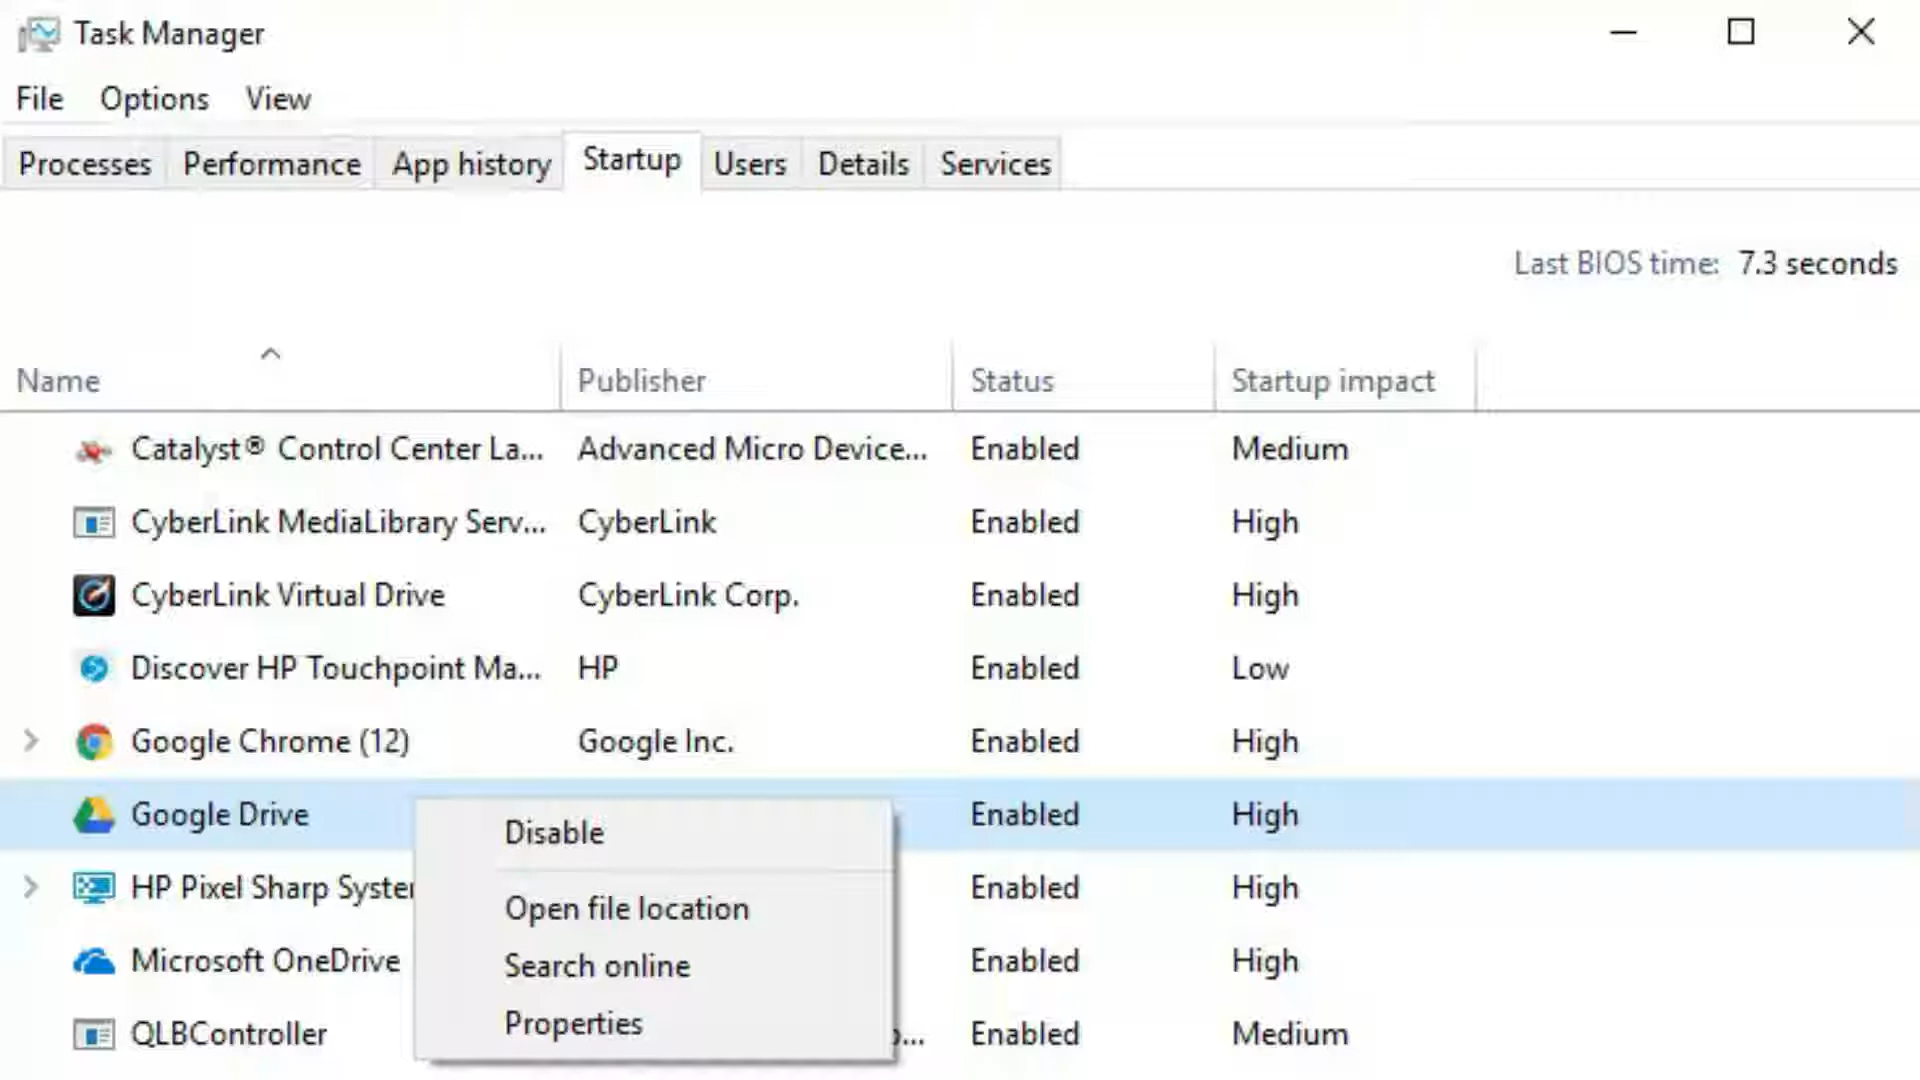 Task Manager
File Options View
Processes Performance App history Startup Users Details Services
Last BIOS time: 7.3 seconds
Name Publisher Status Startup impact
Catalyst® Control Center La... Advanced Micro Device... Enabled Medium
CyberLink MediaLibrary Serv... CyberLink Enabled High
CyberLink Virtual Drive CyberLink Corp. Enabled High
Discover HP Touchpoint Ma... HP Enabled Low
Google Chrome (12) Google Inc. Enabled High
Google Drive Enabled High
Disable
HP Pixel Sharp Enabled High
Open file location
Microsoft OneDrive Enabled High
Search online
Properties
QLBController Enabled Medium